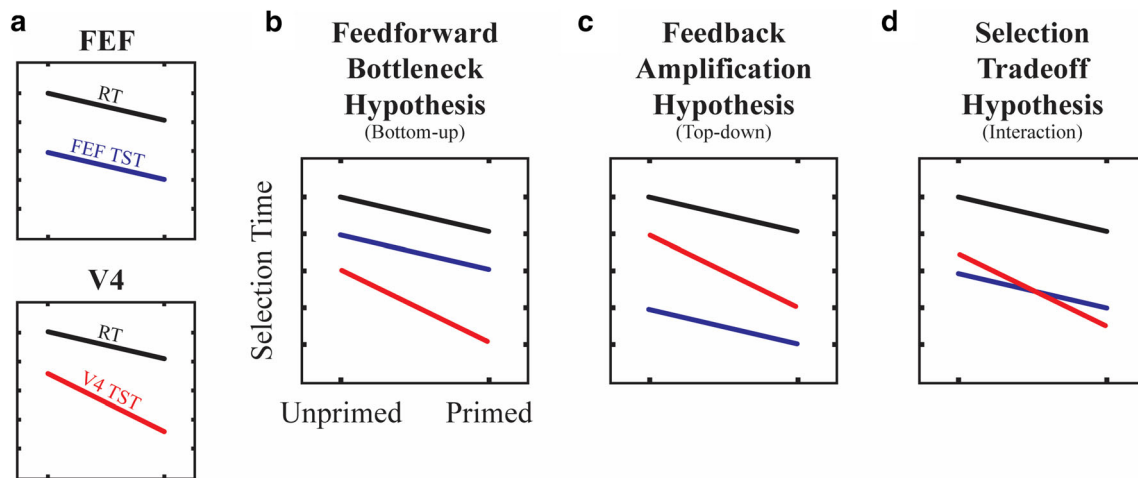 a
FEF
RT
FEF TST
V4
RT
V4 TST
b
Feedforward
Bottleneck
Hypothesis
(Bottom-up)
Selection Time
Unprimed
Primed
c
Feedback
Amplification
Hypothesis
(Top-down)
d
Selection
Tradeoff
Hypothesis
(Interaction)